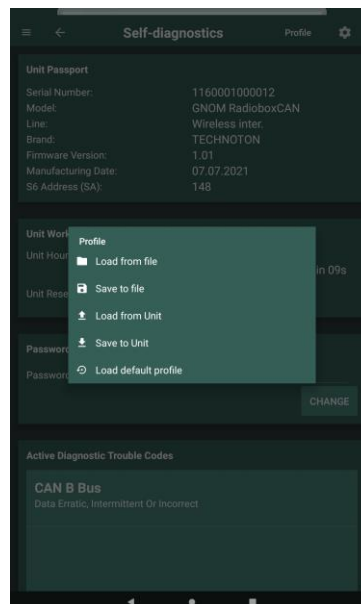 Self-diagnostics
Profile
Unit Passport
Serial Number: 1160001000012
Model: GNOM RadioboxCAN
Line: Wireless inter.
Brand: TECHNOTON
Firmware Version: 1.01
Manufacturing Date: 07.07.2021
S6 Address (SA): 148
Unit Work
Unit Hour
in 09s
Unit Rese
Profile
Load from file
Save to file
Load from Unit
Save to Unit
Load default profile
Password
Password
CHANGE
Active Diagnostic Trouble Codes
CAN B Bus
Data Erratic, Intermittent Or Incorrect